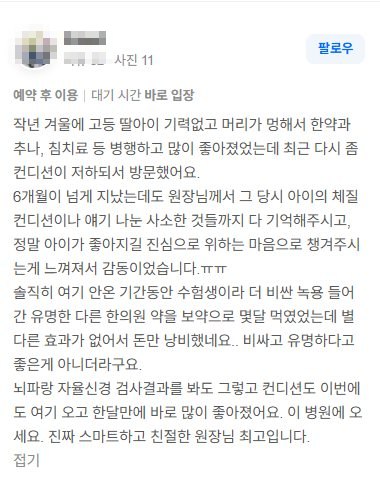 사진 11
팔로우
예약 후 이용 | 대기 시간 바로 입장
작년 겨울에 고등 딸아이 기력없고 머리가 멍해서 한약과
추나, 침치료 등 병행하고 많이 좋아졌었는데 최근 다시 좀
컨디션이 저하되서 방문했어요.
6개월이 넘게 지났는데도 원장님께서 그 당시 아이의 체질
컨디션이나 얘기 나눈 사소한 것들까지 다 기억해주시고,
정말 아이가 좋아지길 진심으로 위하는 마음으로 챙겨주시
는게 느껴져서 감동이었습니다.ㅠㅠ
솔직히 여기 안온 기간동안 수험생이라 더 비싼 녹용 들어
간 유명한 다른 한의원 약을 보약으로 몇달 먹였었는데 별
다른 효과가 없어서 돈만 낭비했네요.. 비싸고 유명하다고
좋은게 아니더라구요.
뇌파랑 자율신경 검사결과를 봐도 그렇고 컨디션도 이번에
도 여기 오고 한달만에 바로 많이 좋아졌어요. 이 병원에 오
세요. 진짜 스마트하고 친절한 원장님 최고입니다.
접기